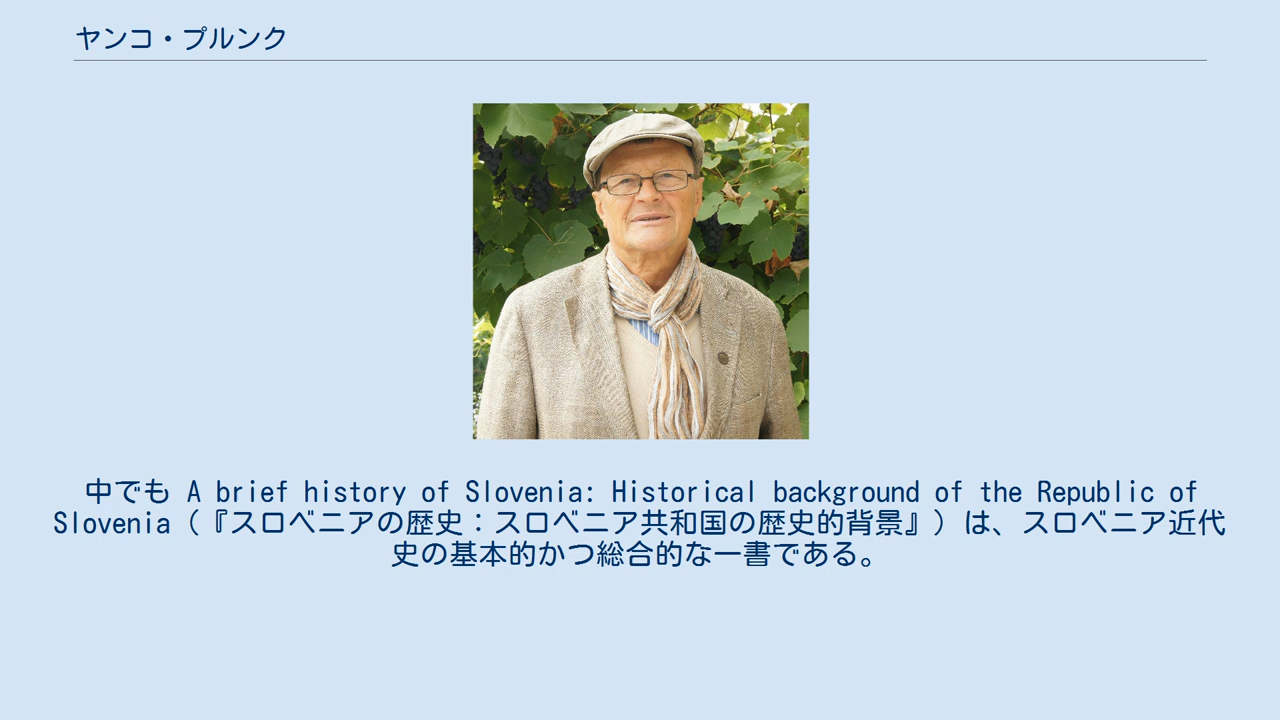 ヤンコ・プルンク
中でも A brief history of Slovenia: Historical background of the Republic of
Slovenia（『スロベニアの歴史：スロベニア共和国の歴史的背景』）は、スロベニア近代
史の基本的かつ総合的な一書である。